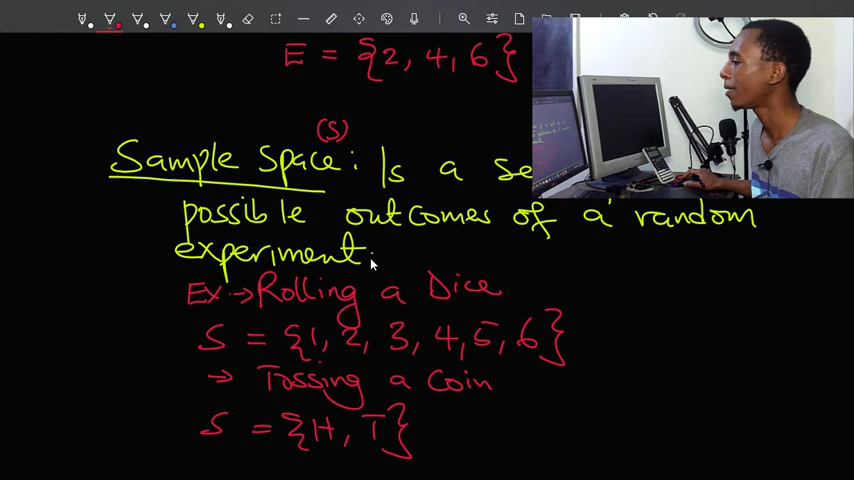 E = {2, 4, 6}
(S)
Sample Space: Is a se
possible outcomes of a random
experiment.
Ex → Rolling a Dice
S = {1, 2, 3, 4, 5, 6}
→ Tossing a Coin
S = {H, T}